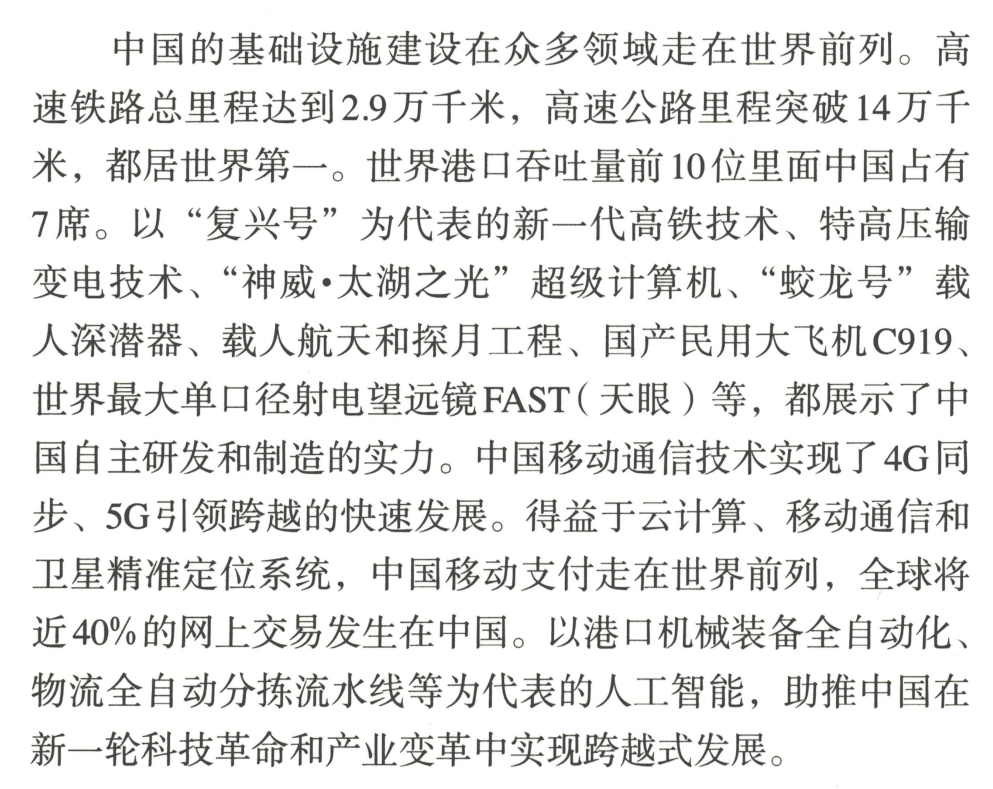 中国的基础设施建设在众多领域走在世界前列。高
速铁路总里程达到2.9万千米，高速公路里程突破14万千
米，都居世界第一。世界港口吞吐量前10位里面中国占有
7席。以“复兴号”为代表的新一代高铁技术、特高压输
变电技术、“神威·太湖之光”超级计算机、“蛟龙号”载
人深潜器、载人航天和探月工程、国产民用大飞机C919、
世界最大单口径射电望远镜FAST（天眼）等，都展示了中
国自主研发和制造的实力。中国移动通信技术实现了4G同
步、5G引领跨越的快速发展。得益于云计算、移动通信和
卫星精准定位系统，中国移动支付走在世界前列，全球将
近40%的网上交易发生在中国。以港口机械装备全自动化、
物流全自动分拣流水线等为代表的人工智能，助推中国在
新一轮科技革命和产业变革中实现跨越式发展。